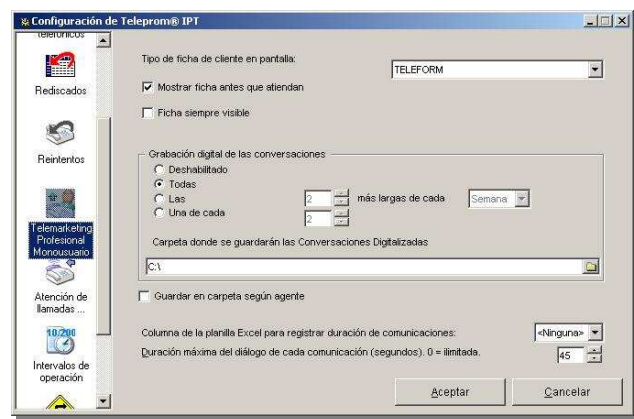 Configuración de Teleprom® IPT
telefónicos
Rediscados
Reintentos
Telemarketing
Profesional
Monousuario
Atención de
llamadas ...
10/200
Intervalos de
operación
Tipo de ficha de cliente en pantalla:
TELEFORM
Mostrar ficha antes que atiendan
Ficha siempre visible
Grabación digital de las conversaciones
Deshabilitado
Todas
Las 2 más largas de cada Semana
Una de cada 2
Carpeta donde se guardarán las Conversaciones Digitalizadas
C:\
Guardar en carpeta según agente
Columna de la planilla Excel para registrar duración de comunicaciones: «Ninguna»
Duración máxima del diálogo de cada comunicación (segundos). 0 = ilimitada. 45
Aceptar Cancelar